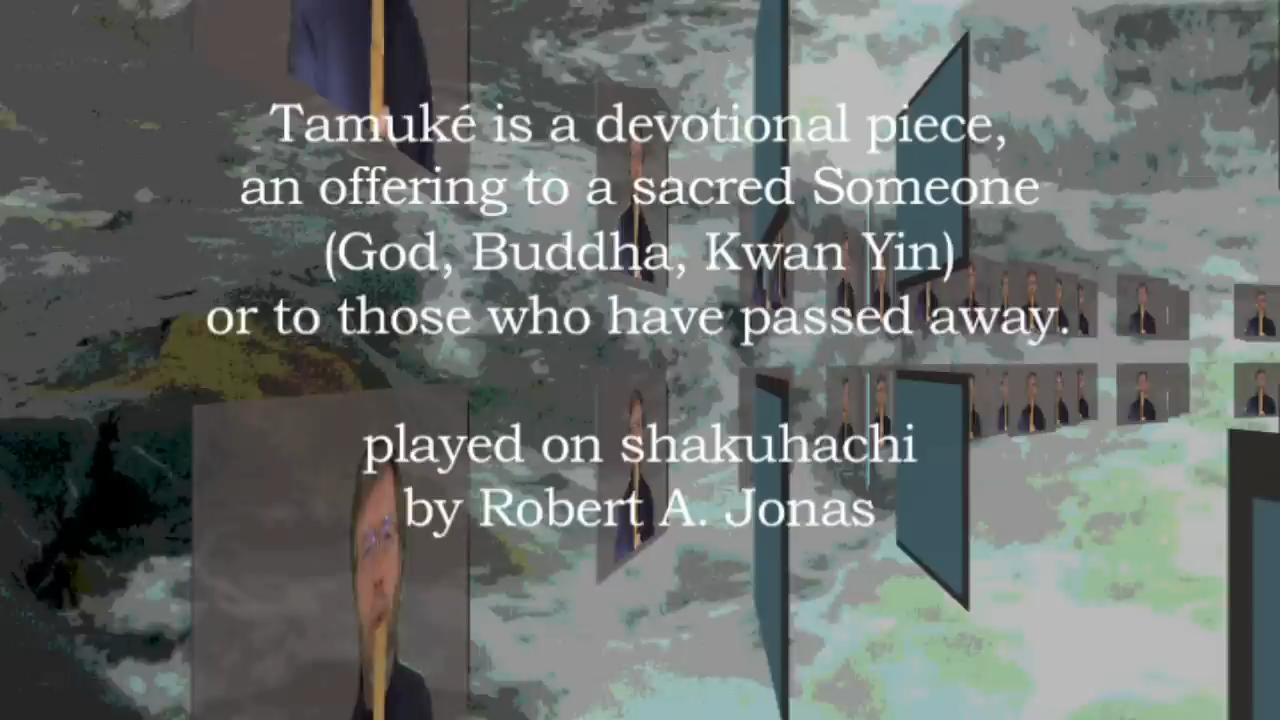 Tamuké is a devotional piece,
an offering to a sacred Someone
(God, Buddha, Kwan Yin)
or to those who have passed away.
played on shakuhachi
by Robert A. Jonas